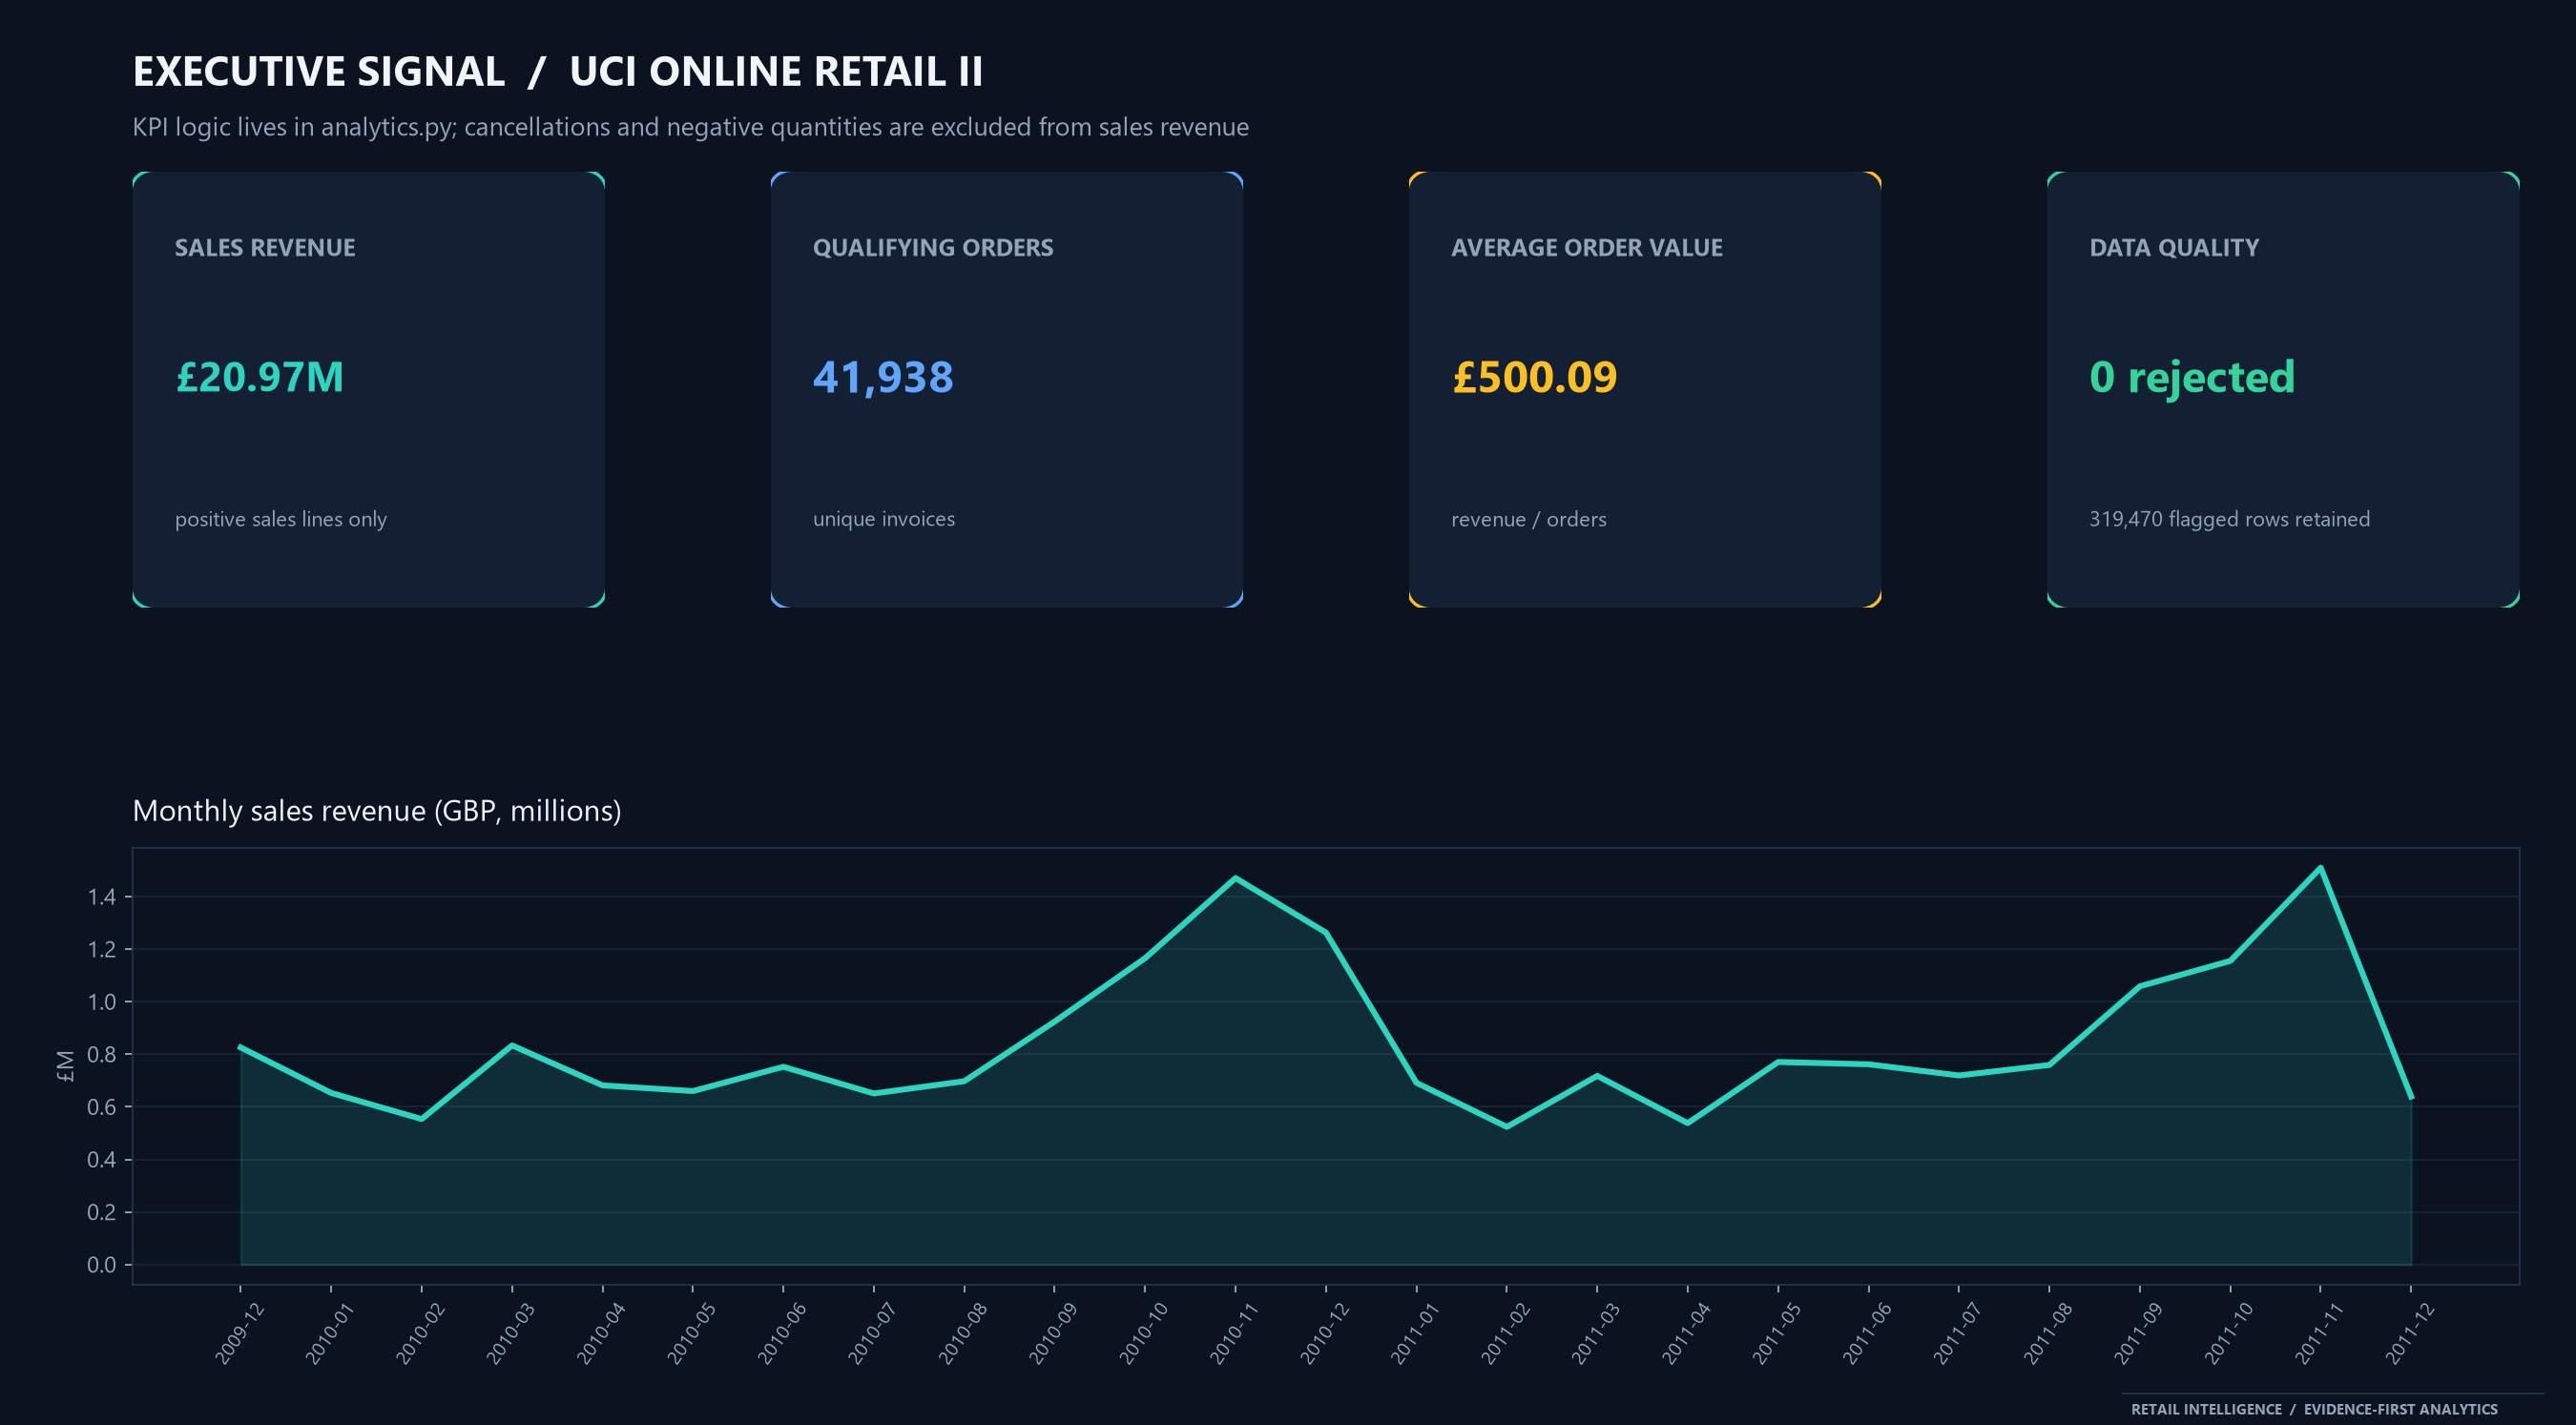 EXECUTIVE SIGNAL / UCI ONLINE RETAIL II
KPI logic lives in analytics.py; cancellations and negative quantities are excluded from sales revenue
SALES REVENUE
£20.97M
positive sales lines only
QUALIFYING ORDERS
41,938
unique invoices
AVERAGE ORDER VALUE
£500.09
revenue / orders
DATA QUALITY
0 rejected
319,470 flagged rows retained
Monthly sales revenue (GBP, millions)
£M
1.4
1.2
1.0
0.8
0.6
0.4
0.2
0.0
2009-12
2010-01
2010-02
2010-03
2010-04
2010-05
2010-06
2010-07
2010-08
2010-09
2010-10
2010-11
2010-12
2011-01
2011-02
2011-03
2011-04
2011-05
2011-06
2011-07
2011-08
2011-09
2011-10
2011-11
2011-12
RETAIL INTELLIGENCE / EVIDENCE-FIRST ANALYTICS